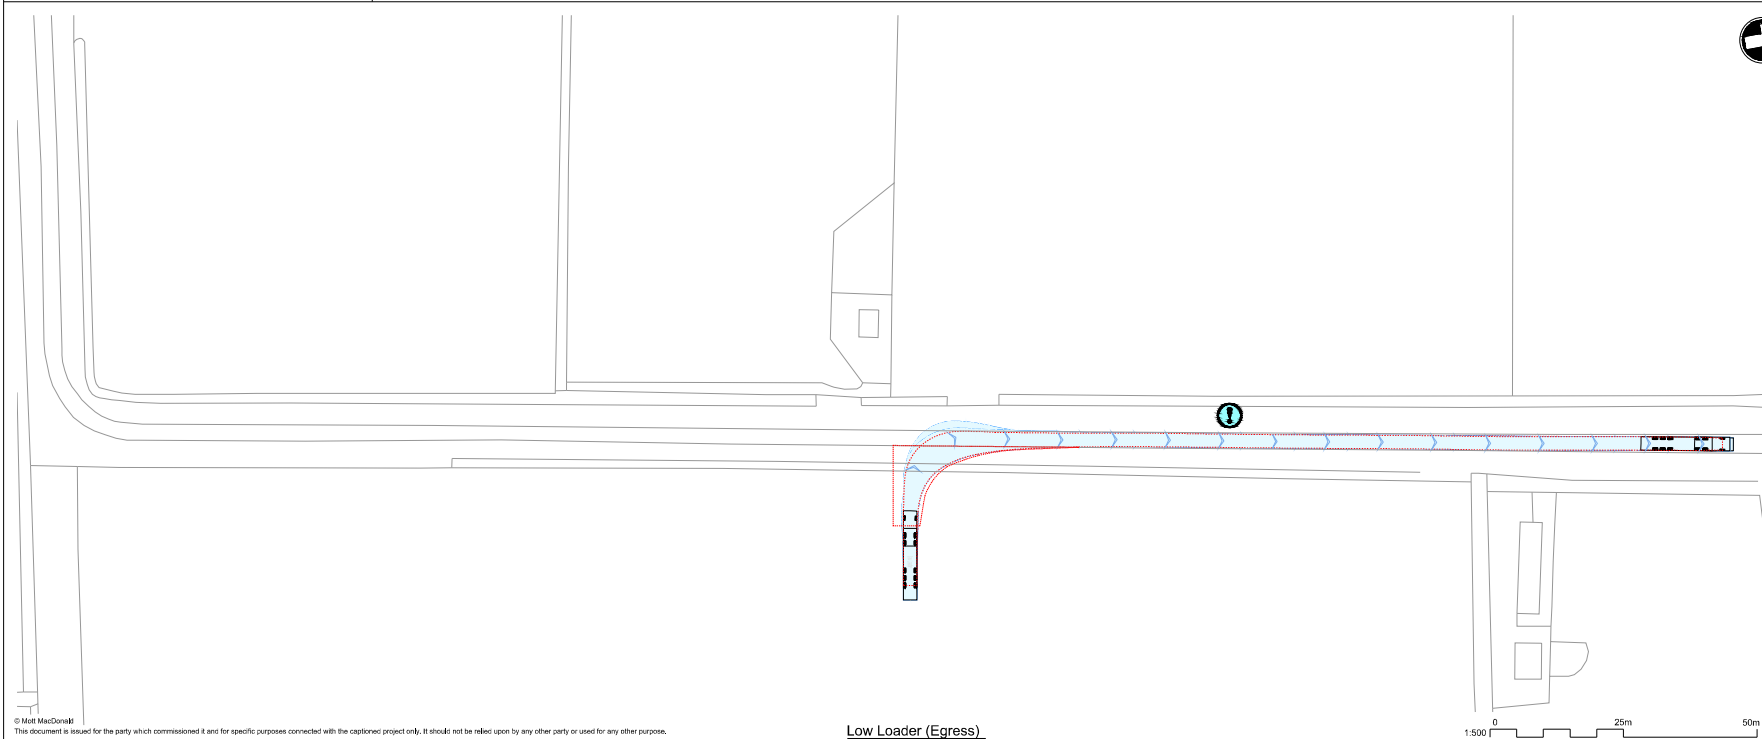 © Mott MacDonald
This document is issued for the party which commissioned it and for specific purposes connected with the captioned project only. It should not be relied upon by any other party or used for any other purpose.
Low Loader (Egress)
0 25m 50m
1:500